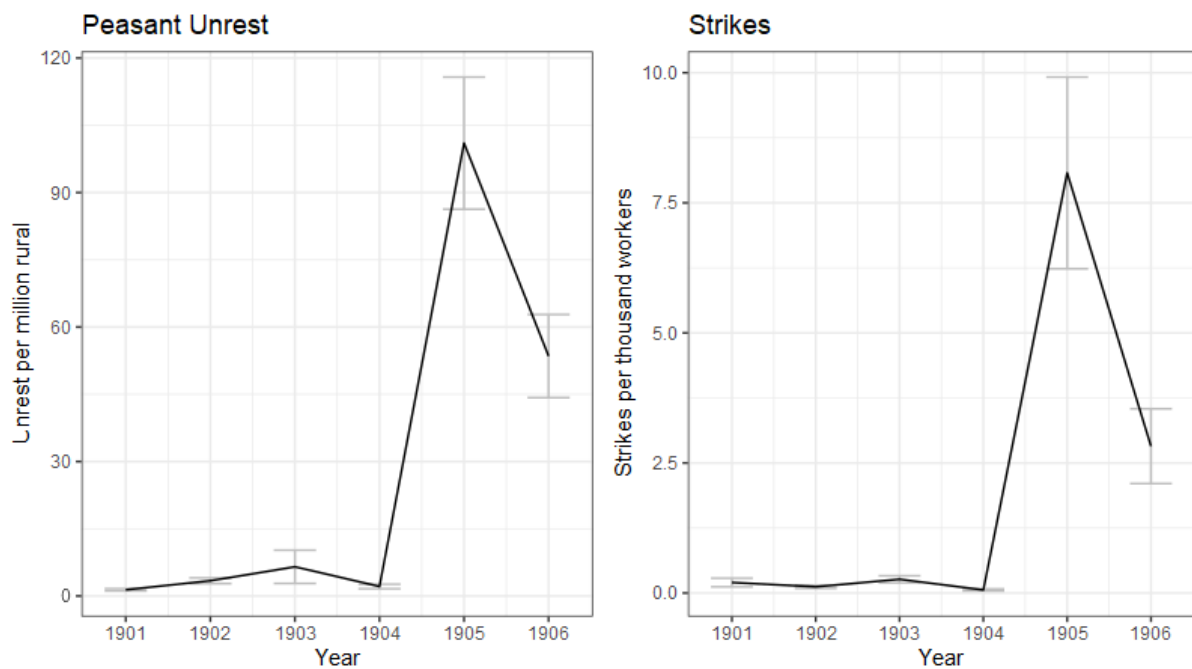 Peasant Unrest
Unrest per million rural
120
90
60
30
0
1901 1902 1903 1904 1905 1906
Year
Strikes
Strikes per thousand workers
10.0
7.5
5.0
2.5
0.0
1901 1902 1903 1904 1905 1906
Year